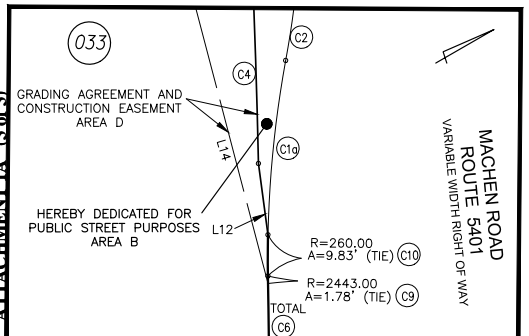 033
C2
C4
GRADING AGREEMENT AND
CONSTRUCTION EASEMENT
AREA D
C1a
L14
MACHEN ROAD
ROUTE 5401
VARIABLE WIDTH RIGHT OF WAY
HEREBY DEDICATED FOR
PUBLIC STREET PURPOSES
AREA B
L12
R=260.00
A=9.83' (TIE) C10
R=2443.00
A=1.78' (TIE) C9
TOTAL
C6